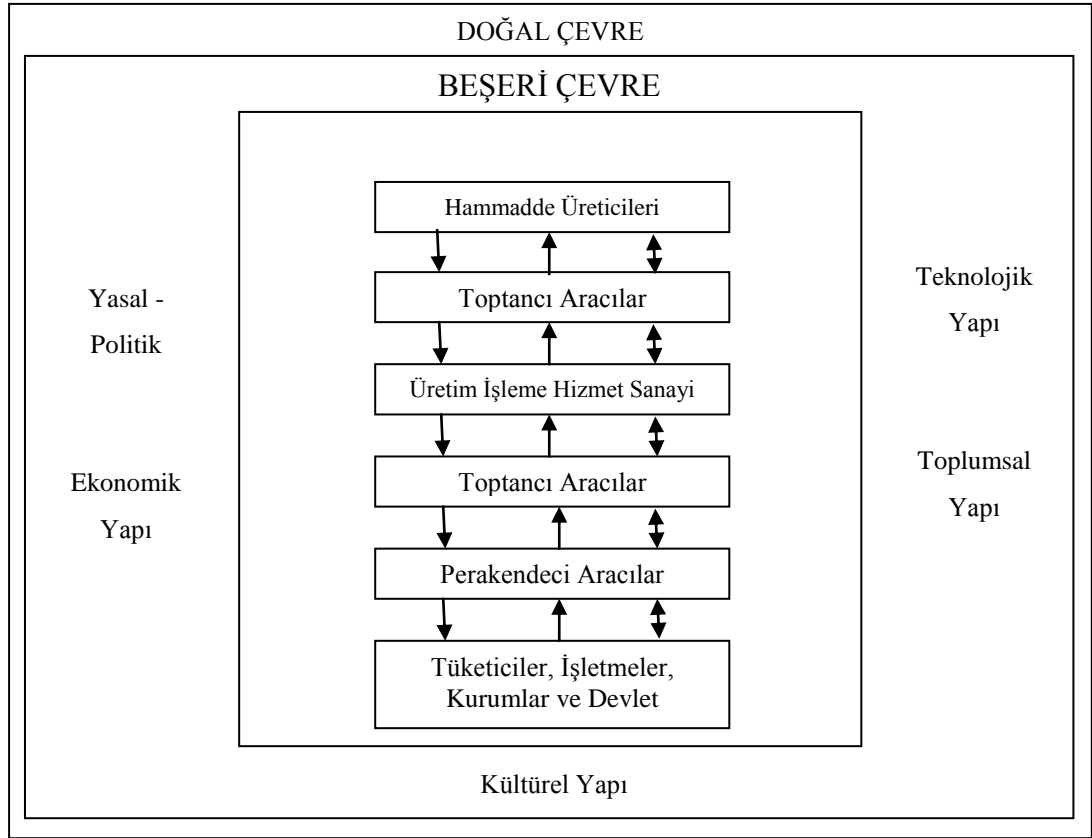 DOĞAL ÇEVRE
BEŞERİ ÇEVRE
Hammadde Üreticileri
Toptancı Aracılar
Üretim İşleme Hizmet Sanayi
Toptancı Aracılar
Perakendeci Aracılar
Tüketiciler, İşletmeler,
Kurumlar ve Devlet
Yasal -
Politik
Ekonomik
Yapı
Teknolojik
Yapı
Toplumsal
Yapı
Kültürel Yapı